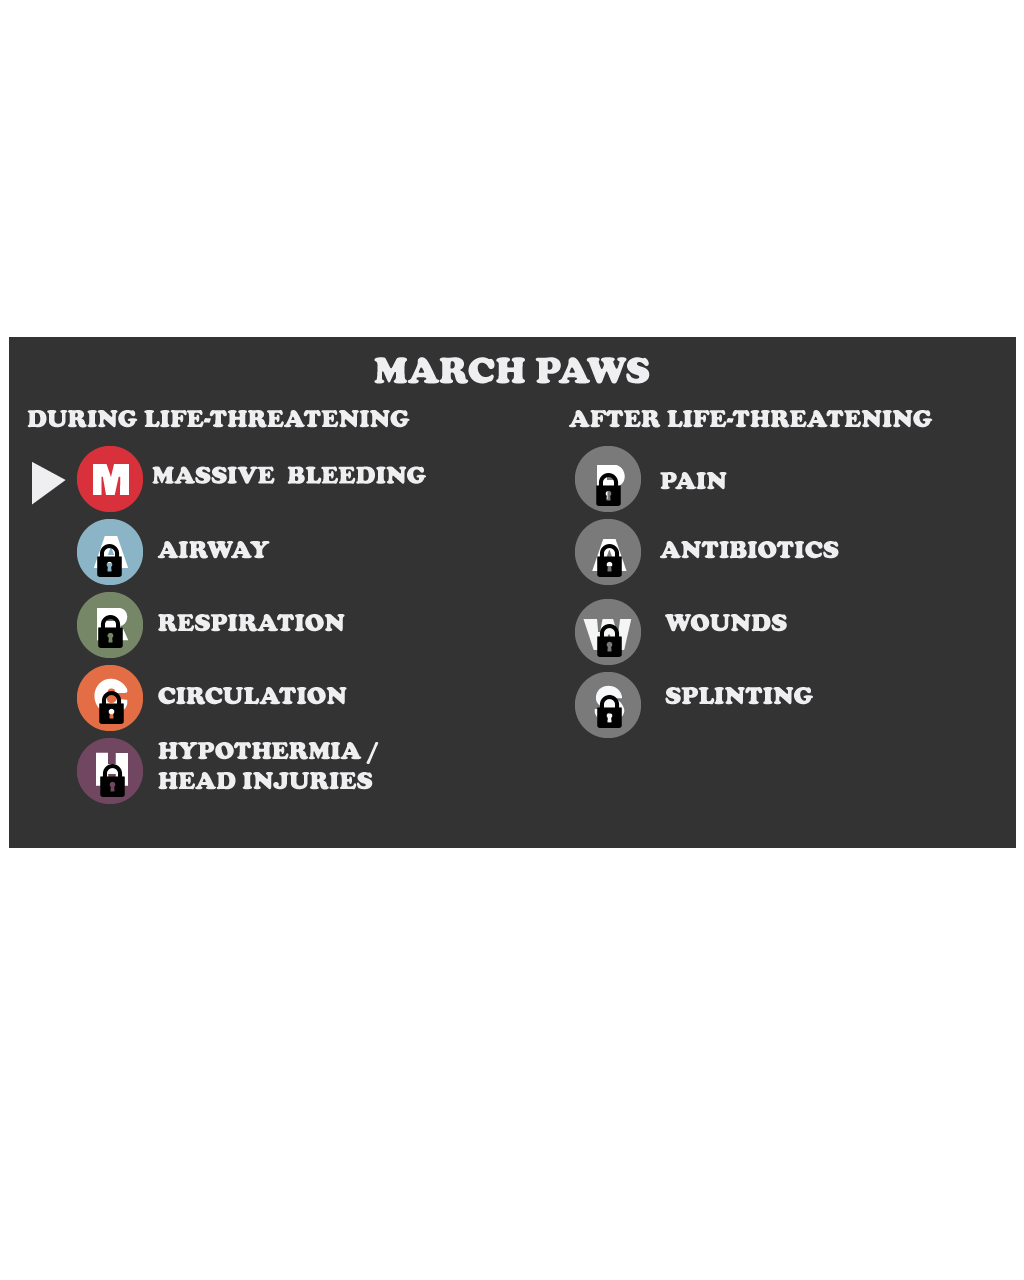 MARCH PAWS
DURING LIFE-THREATENING
M MASSIVE BLEEDING
A AIRWAY
R RESPIRATION
C CIRCULATION
H HYPOTHERMIA /
HEAD INJURIES
AFTER LIFE-THREATENING
P PAIN
A ANTIBIOTICS
W WOUNDS
S SPLINTING